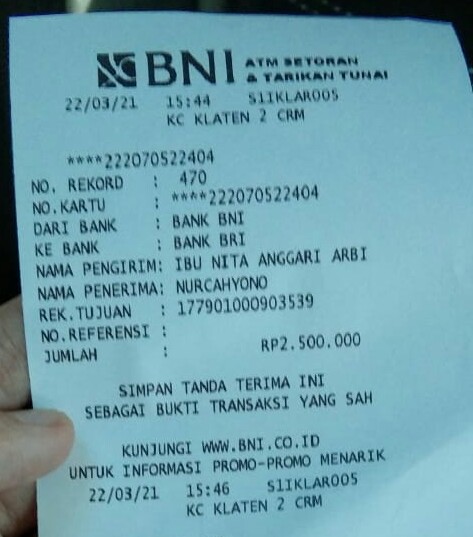 BNI ATM SETORAN
& TARIKAN TUNAI
22/03/21 15:44 S1IKLAR005
KC KLATEN 2 CRM
****222070522404
NO. REKORD : 470
NO.KARTU : ****222070522404
DARI BANK : BANK BNI
KE BANK : BANK BRI
NAMA PENGIRIM: IBU NITA ANGGARI ARBI
NAMA PENERIMA: NURCAHYONO
REK.TUJUAN : 177901000903539
NO.REFERENSI :
JUMLAH : RP2.500.000
SIMPAN TANDA TERIMA INI
SEBAGAI BUKTI TRANSAKSI YANG SAH
KUNJUNGI WWW.BNI.CO.ID
UNTUK INFORMASI PROMO-PROMO MENARIK
22/03/21 15:46 S1IKLAR005
KC KLATEN 2 CRM